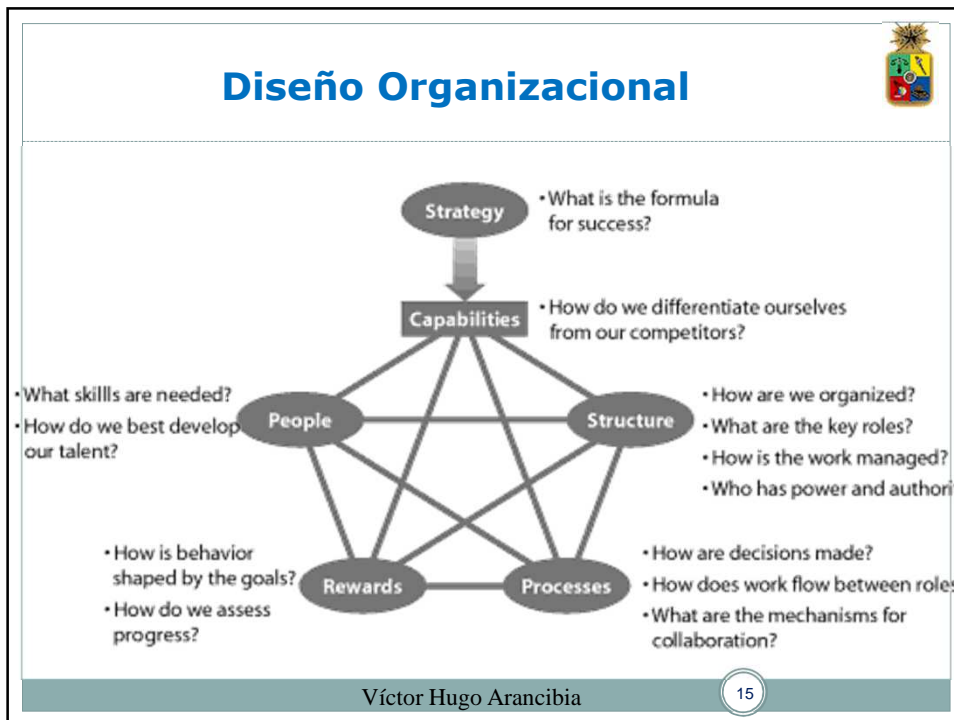 Diseño Organizacional
Strategy
• What is the formula
for success?
Capabilities
• How do we differentiate ourselves
from our competitors?
• What skillls are needed?
• How do we best develop
our talent?
People
Structure
• How are we organized?
• What are the key roles?
• How is the work managed?
• Who has power and authori
• How is behavior
shaped by the goals?
• How do we assess
progress?
Rewards
Processes
• How are decisions made?
• How does work flow between roles
• What are the mechanisms for
collaboration?
Víctor Hugo Arancibia
15